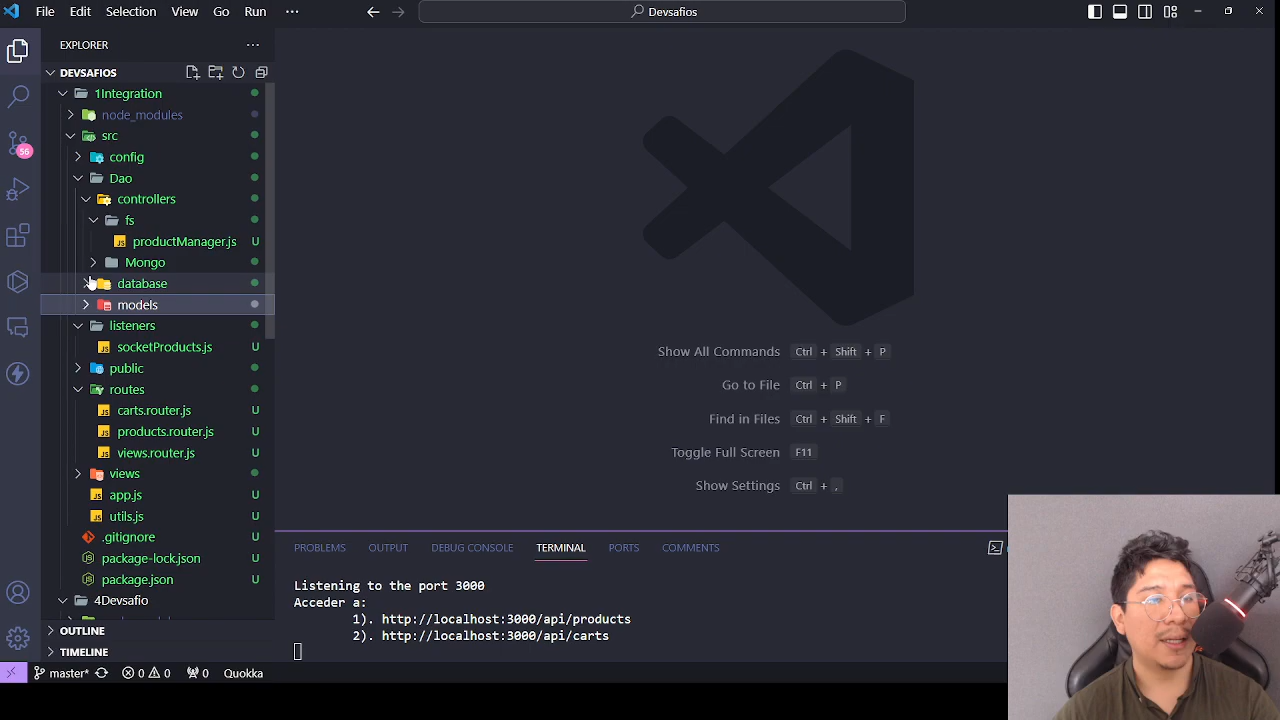 File Edit Selection View Go Run ··· Devsafios
EXPLORER ···
DEVSAFIOS
1Integration
node_modules
src
config
Dao
controllers
fs
productManager.js U
Mongo
database
models
listeners
socketProducts.js U
public
routes
carts.router.js U
products.router.js U
views.router.js U
views
app.js U
utils.js U
.gitignore U
package-lock.json U
package.json U
4Devsafio
OUTLINE
TIMELINE
56
Show All Commands Ctrl + Shift + P
Go to File Ctrl + P
Find in Files Ctrl + Shift + F
Toggle Full Screen F11
Show Settings Ctrl + ,
PROBLEMS OUTPUT DEBUG CONSOLE TERMINAL PORTS COMMENTS
Listening to the port 3000
Acceder a:
1). http://localhost:3000/api/products
2). http://localhost:3000/api/carts
master* 0 0 0 Quokka